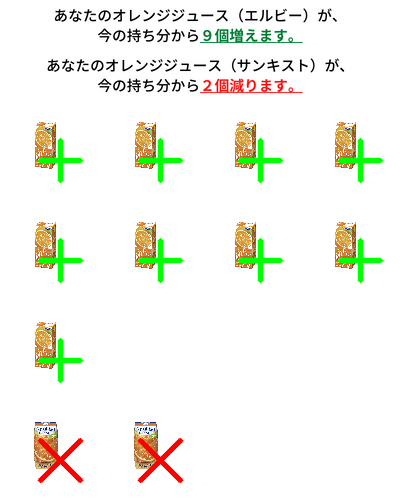 あなたのオレンジジュース（エルビー）が、
今の持ち分から９個増えます。
あなたのオレンジジュース（サンキスト）が、
今の持ち分から２個減ります。